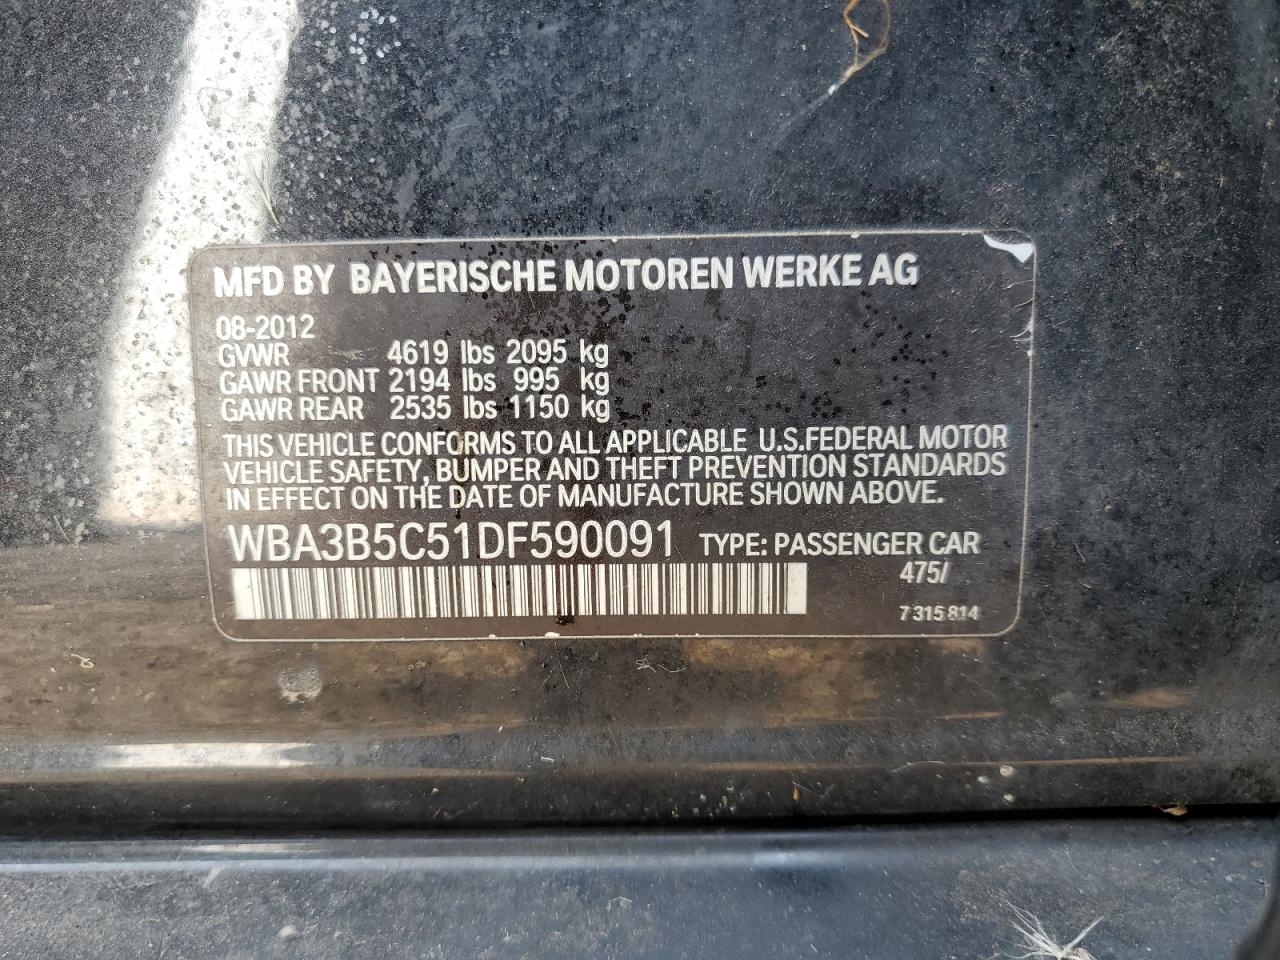 MFD BY BAYERISCHE MOTOREN WERKE AG
08-2012
GVWR 4619 lbs 2095 kg
GAWR FRONT 2194 lbs 995 kg
GAWR REAR 2535 lbs 1150 kg
THIS VEHICLE CONFORMS TO ALL APPLICABLE U.S.FEDERAL MOTOR
VEHICLE SAFETY, BUMPER AND THEFT PREVENTION STANDARDS
IN EFFECT ON THE DATE OF MANUFACTURE SHOWN ABOVE.
WBA3B5C51DF590091 TYPE: PASSENGER CAR
475/
7 315 814